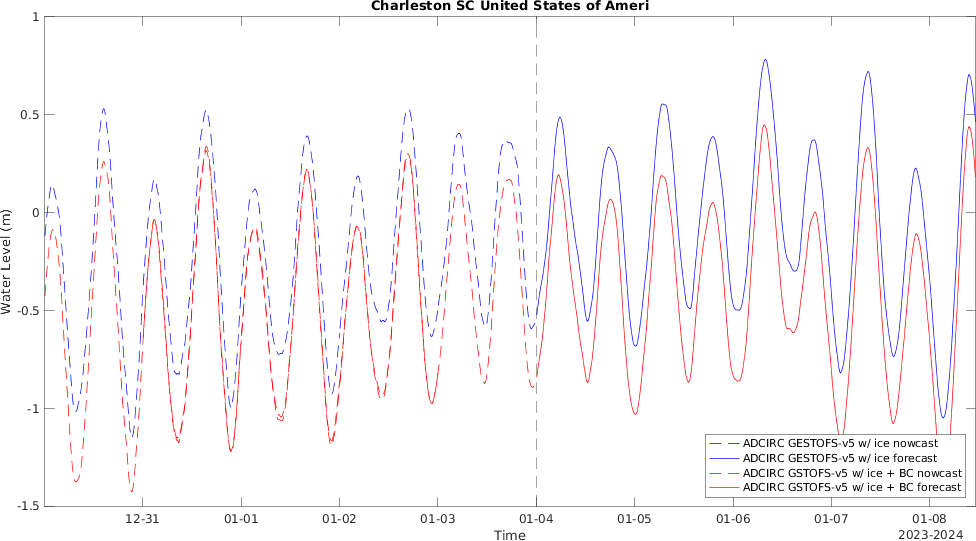 Charleston SC United States of Ameri
1
0.5
0
-0.5
-1
-1.5
Water Level (m)
12-31
01-01
01-02
01-03
01-04
01-05
01-06
01-07
01-08
Time
2023-2024
ADCIRC GESTOFS-v5 w/ ice nowcast
ADCIRC GESTOFS-v5 w/ ice forecast
ADCIRC GSTOFS-v5 w/ ice + BC nowcast
ADCIRC GSTOFS-v5 w/ ice + BC forecast